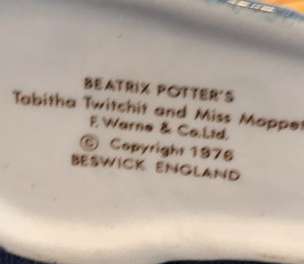 BEATRIX POTTER'S
Tabitha Twitchit and Miss Moppet
F. Warne & Co.Ltd.
© Copyright 1976
BESWICK ENGLAND